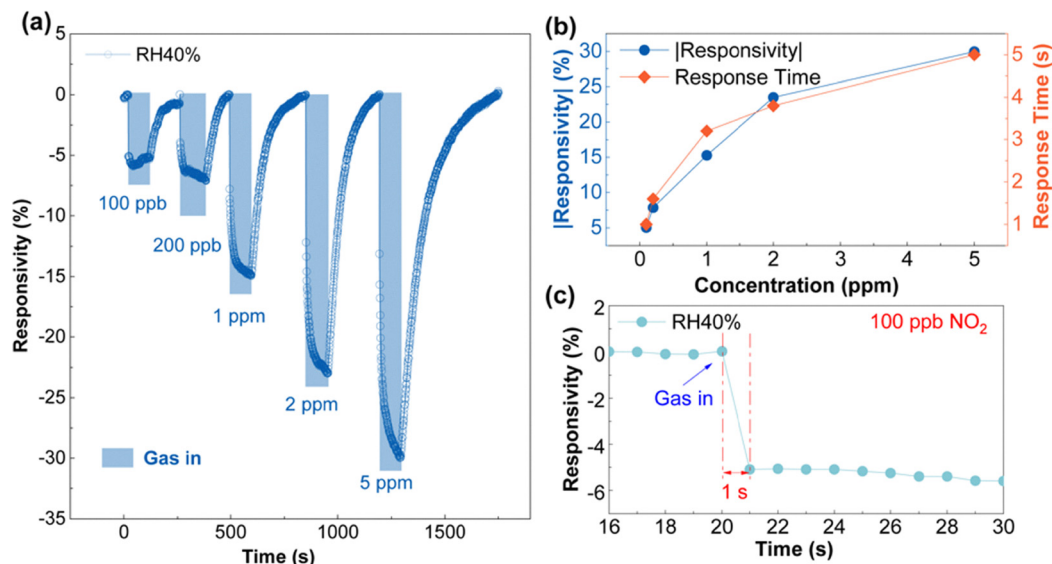 (a)
5
0
-5
-10
-15
-20
-25
-30
-35
Responsivity (%)
RH40%
100 ppb
200 ppb
1 ppm
2 ppm
5 ppm
Gas in
0 500 1000 1500
Time (s)
(b)
|Responsivity| (%)
30
25
20
15
10
5
|Responsivity|
Response Time
5
4
3
2
1
Response Time (s)
0 1 2 3 4 5
Concentration (ppm)
(c)
Responsivity (%)
2
0
-2
-4
-6
RH40%
100 ppb NO₂
Gas in
1 s
16 18 20 22 24 26 28 30
Time (s)